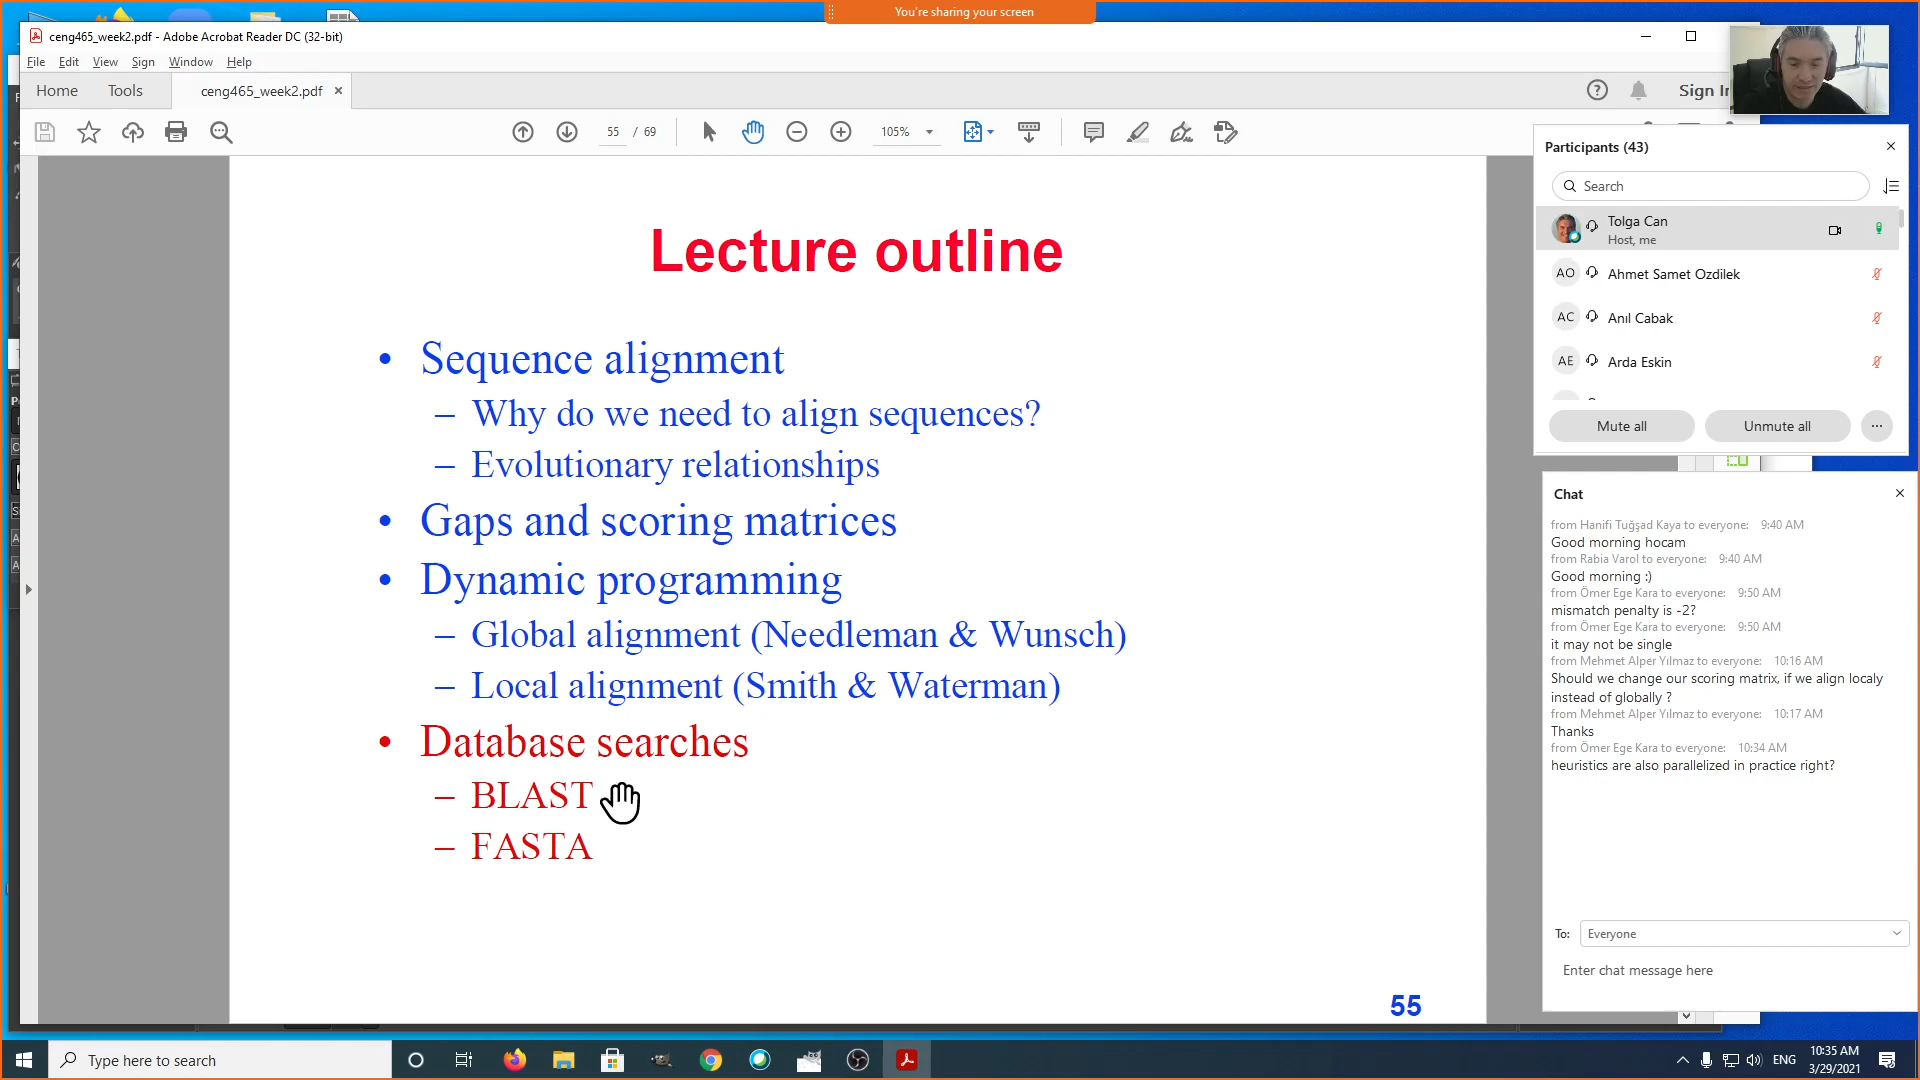 You're sharing your screen
ceng465_week2.pdf - Adobe Acrobat Reader DC (32-bit)
File Edit View Sign Window Help
Home Tools ceng465_week2.pdf × Sign In
55 / 69 105%
Lecture outline
• Sequence alignment
– Why do we need to align sequences?
– Evolutionary relationships
• Gaps and scoring matrices
• Dynamic programming
– Global alignment (Needleman & Wunsch)
– Local alignment (Smith & Waterman)
• Database searches
– BLAST
– FASTA
55
Participants (43)
Search
Tolga Can
Host, me
AO Ahmet Samet Ozdilek
AC Anıl Cabak
AE Arda Eskin
Mute all Unmute all ...
Chat
from Hanifi Tuğşad Kaya to everyone: 9:40 AM
Good morning hocam
from Rabia Varol to everyone: 9:40 AM
Good morning :)
from Ömer Ege Kara to everyone: 9:50 AM
mismatch penalty is -2?
from Ömer Ege Kara to everyone: 9:50 AM
it may not be single
from Mehmet Alper Yılmaz to everyone: 10:16 AM
Should we change our scoring matrix, if we align localy
instead of globally ?
from Mehmet Alper Yılmaz to everyone: 10:17 AM
Thanks
from Ömer Ege Kara to everyone: 10:34 AM
heuristics are also parallelized in practice right?
To: Everyone
Enter chat message here
Type here to search
ENG
10:35 AM
3/29/2021